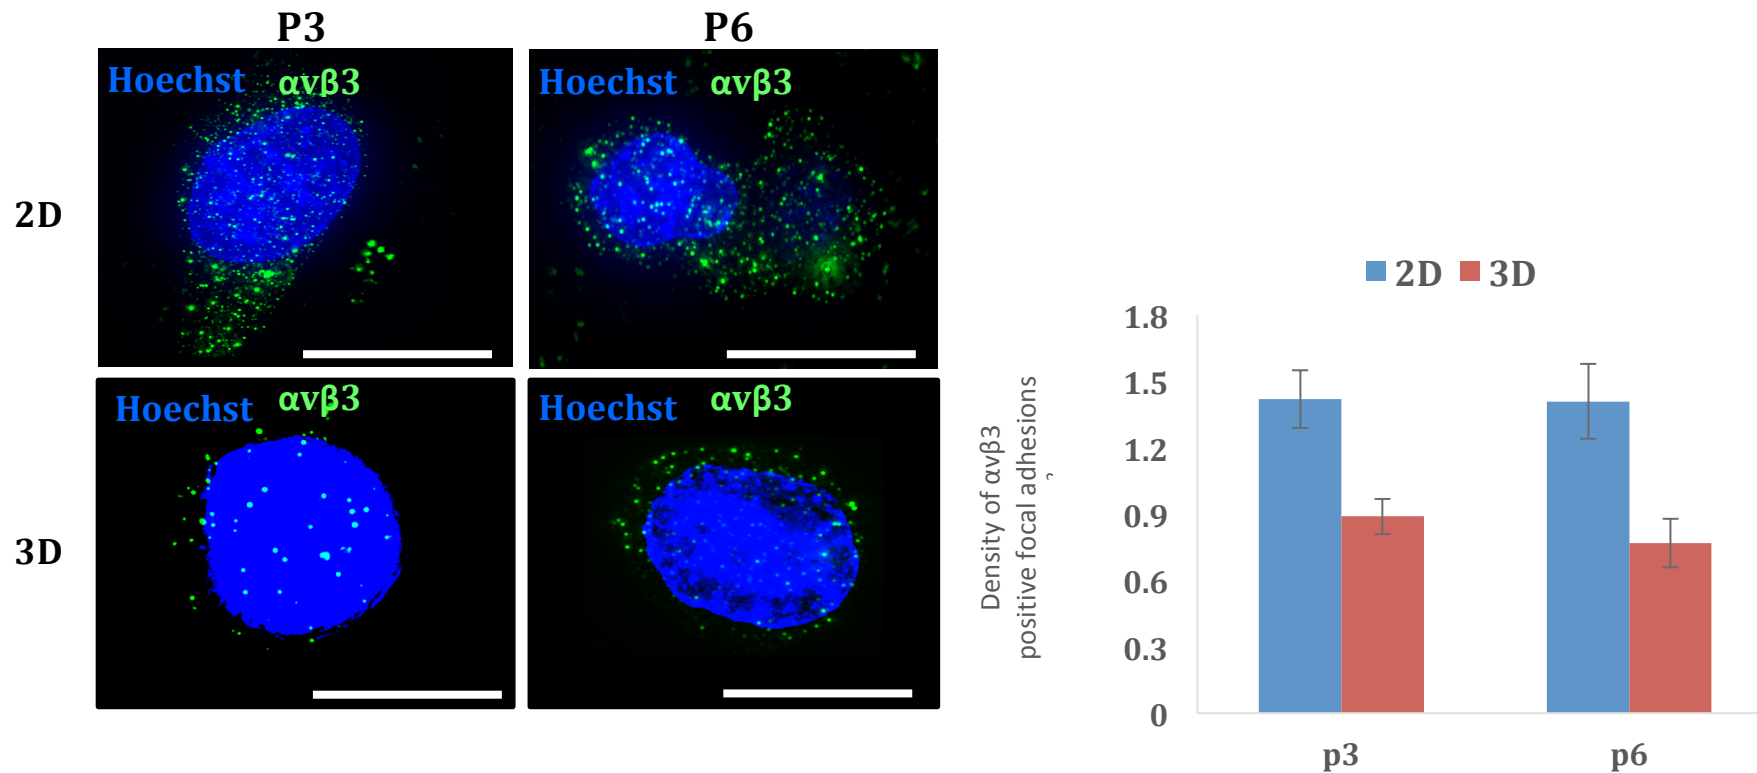 P3
P6
Hoechst αvβ3
Hoechst αvβ3
2D
Hoechst αvβ3
Hoechst αvβ3
3D
2D 3D
Density of αvβ3
positive focal adhesions
1.8
1.5
1.2
0.9
0.6
0.3
0
p3
p6